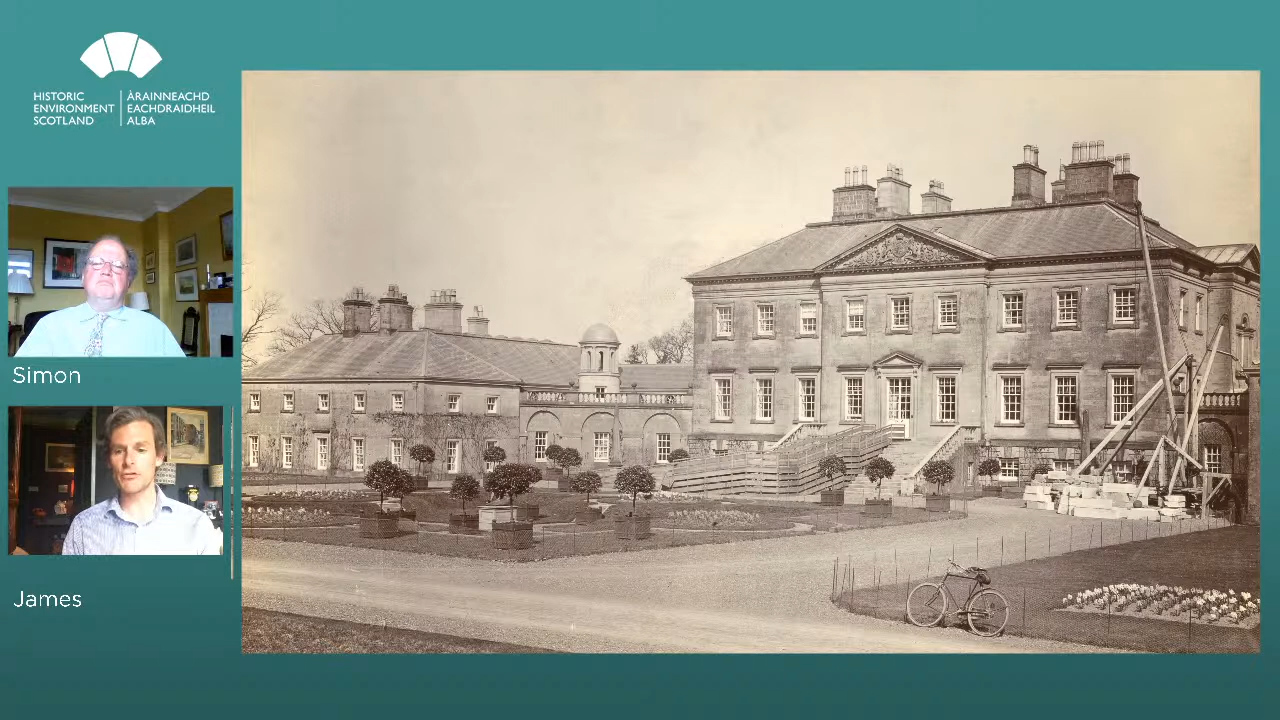 HISTORIC
ENVIRONMENT
SCOTLAND
ÀRAINNEACHD
EACHDRAIDHEIL
ALBA
Simon
James